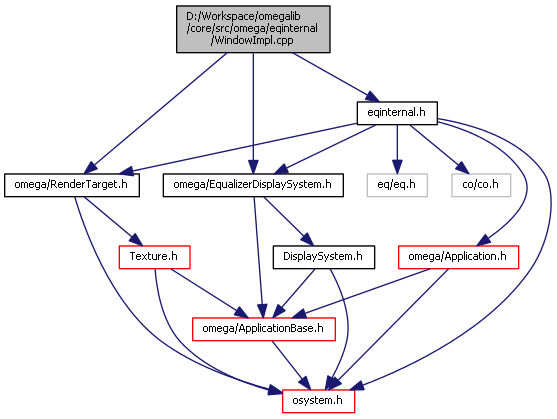 D:/Workspace/omegalib
/core/src/omega/eqinternal
/WindowImpl.cpp
eqinternal.h
omega/RenderTarget.h
omega/EqualizerDisplaySystem.h
eq/eq.h
co/co.h
Texture.h
DisplaySystem.h
omega/Application.h
omega/ApplicationBase.h
osystem.h